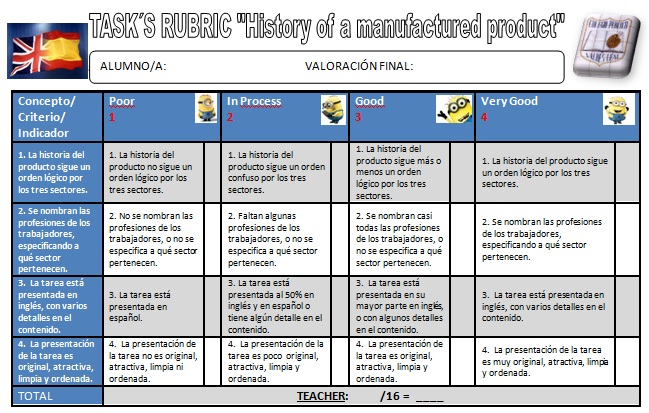 TASK´S RUBRIC "History of a manufactured product"
ALUMNO/A: VALORACIÓN FINAL:
Concepto/
Criterio/
Indicador
Poor
1
In Process
2
Good
3
Very Good
4
1. La historia del
producto sigue un
orden lógico por
los tres sectores.
1. La historia del
producto no sigue un
orden lógico por los
tres sectores.
1. La historia del
producto sigue un orden
confuso por los tres
sectores.
1. La historia del
producto sigue más o
menos un orden
lógico por los tres
sectores.
1. La historia del producto sigue
un orden lógico por los tres
sectores.
2. Se nombran las
profesiones de los
trabajadores,
especificando a
qué sector
pertenecen.
2. No se nombran las
profesiones de los
trabajadores, o no se
especifica a qué sector
pertenecen.
2. Faltan algunas
profesiones de los
trabajadores, o no se
especifica a qué sector
pertenecen.
2. Se nombran casi
todas las profesiones
de los trabajadores, o
no se especifica a
qué sector
pertenecen.
2. Se nombran las profesiones
de los trabajadores,
especificando a qué sector
pertenecen.
3. La tarea está
presentada en
inglés, con varios
detalles en el
contenido.
3. La tarea está
presentada en
español.
3. La tarea está
presentada al 50% en
inglés y en español o
tiene algún detalle en el
contenido.
3. La tarea está
presentada en su
mayor parte en inglés,
o con algunos detalles
en el contenido.
3. La tarea está presentada en
inglés, con varios detalles en el
contenido.
4. La presentación
de la tarea es
original, atractiva,
limpia y ordenada.
4. La presentación de
la tarea no es original,
atractiva, limpia ni
ordenada.
4. La presentación de la
tarea es poco original,
atractiva, limpia y
ordenada.
4. La presentación de
la tarea es original,
atractiva, limpia y
ordenada.
4. La presentación de la tarea
es muy original, atractiva, limpia
y ordenada.
TOTAL
TEACHER: /16 = ____